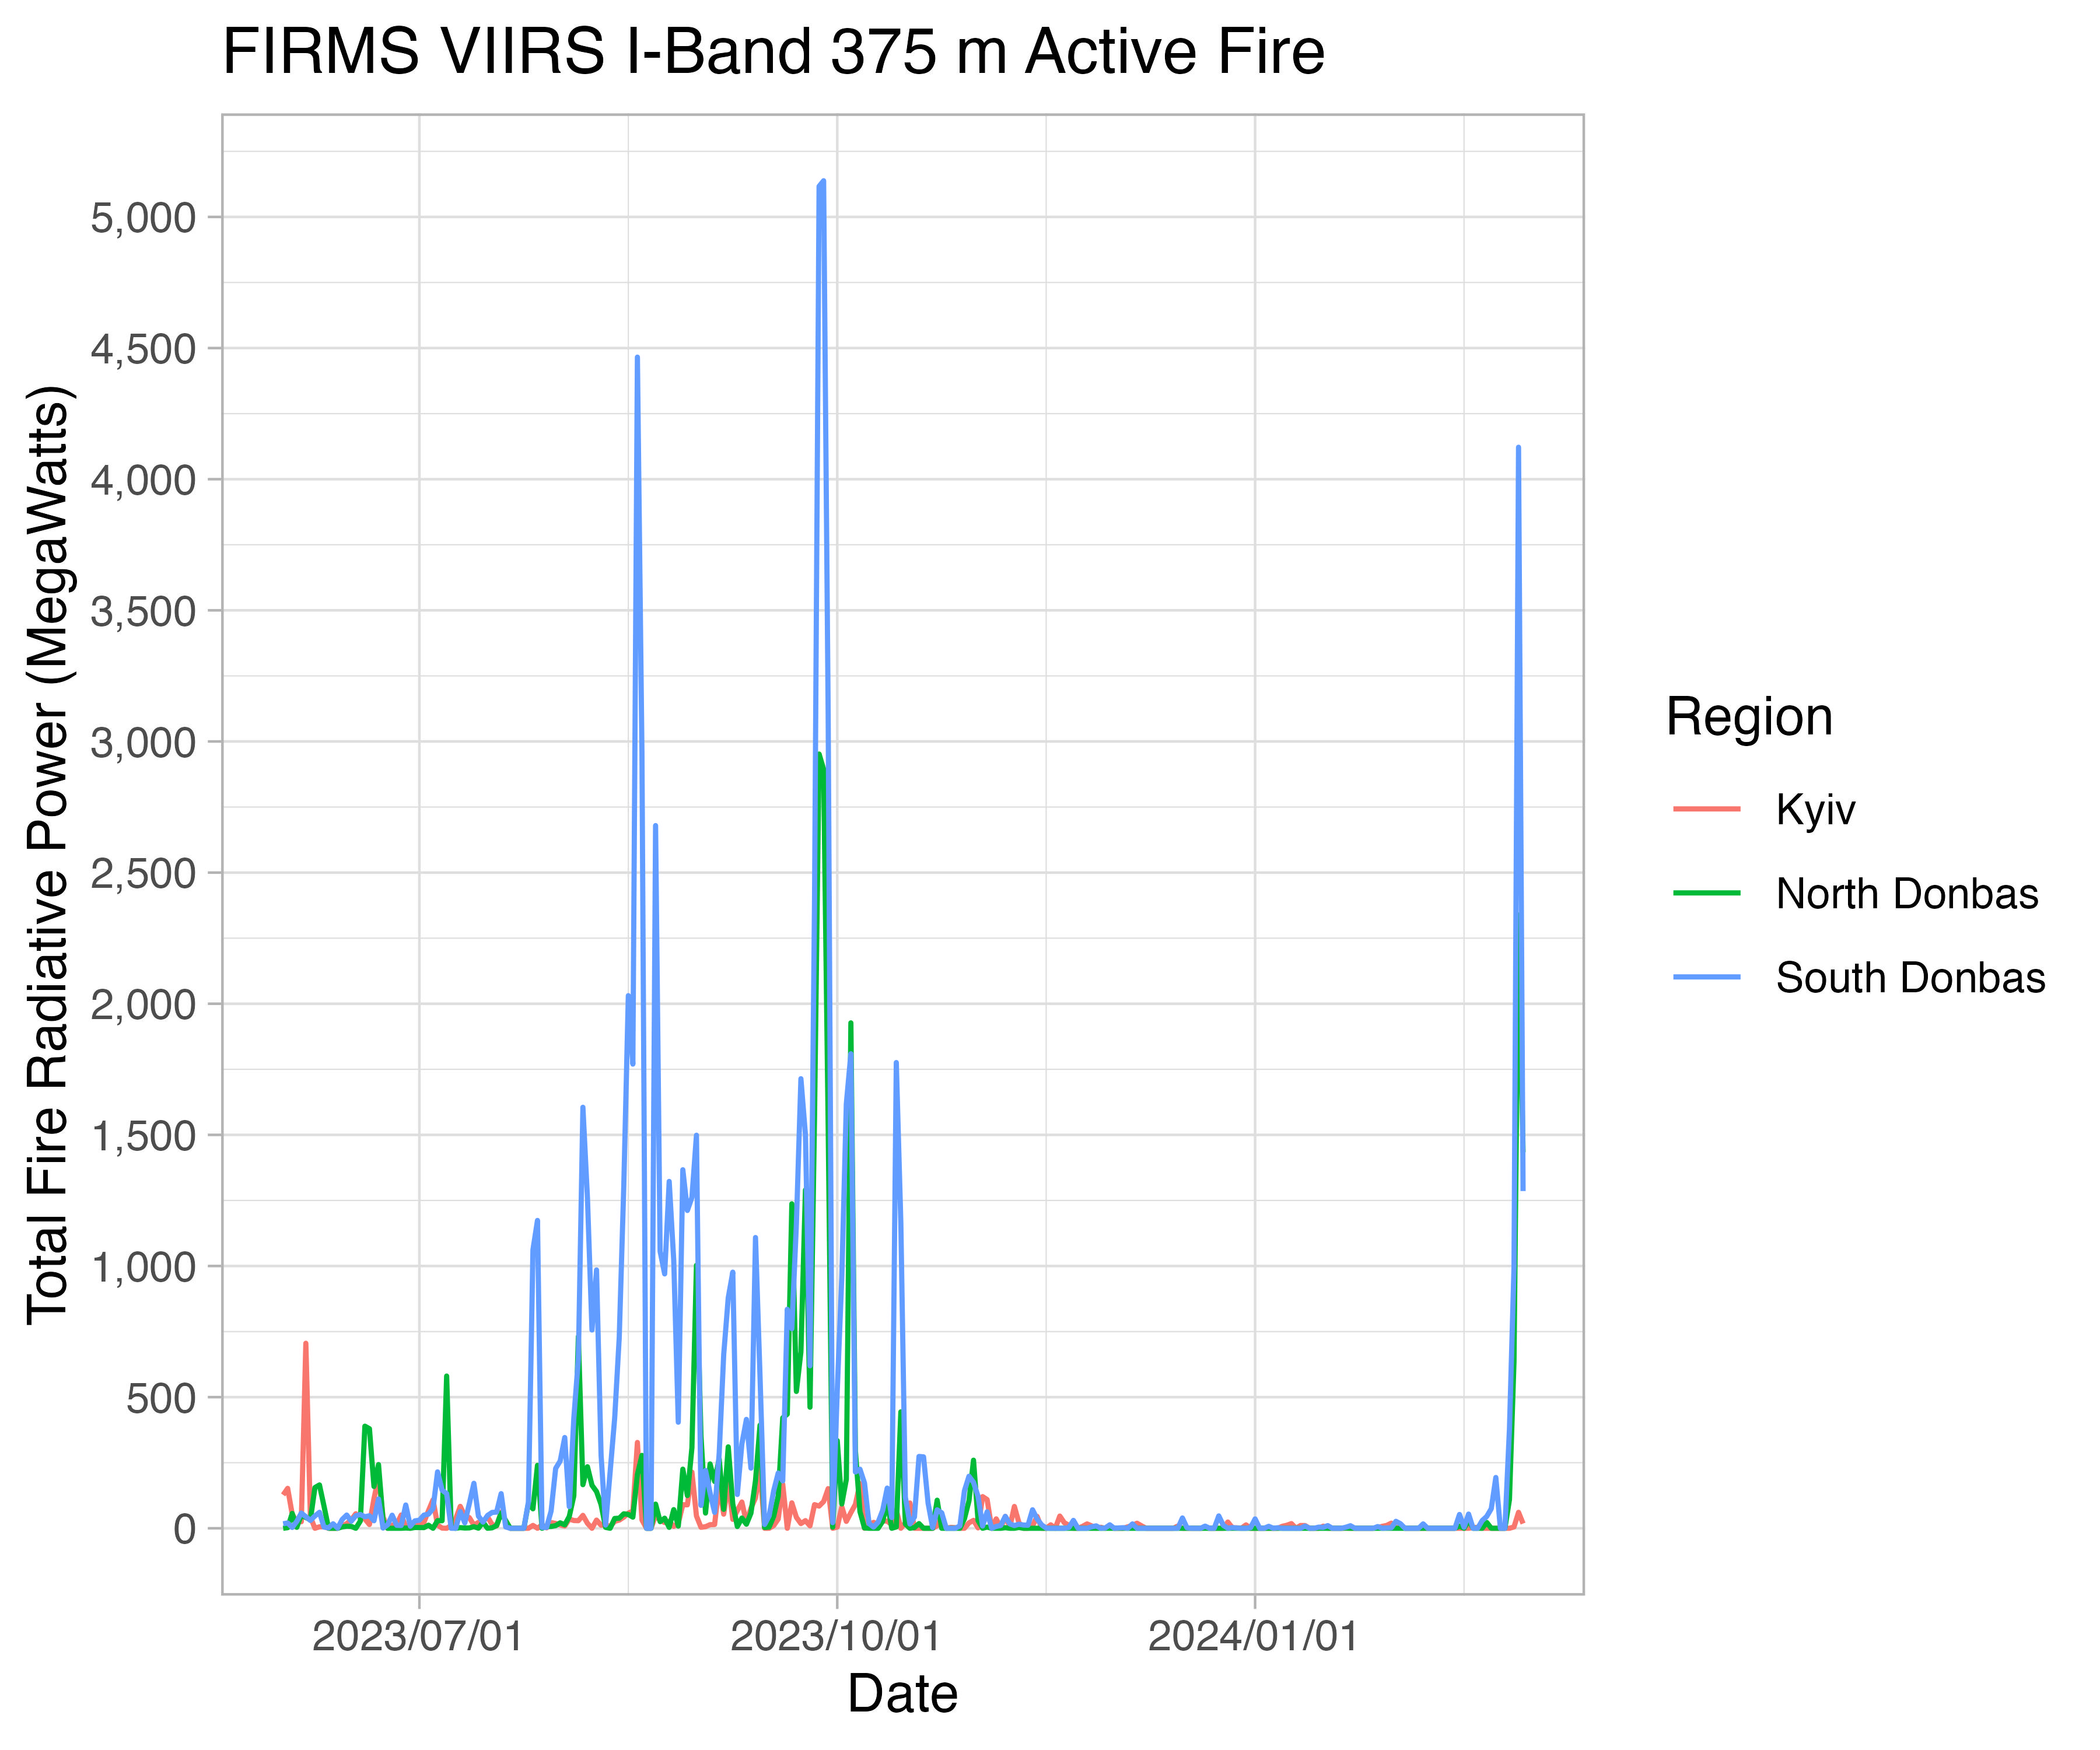 FIRMS VIIRS I-Band 375 m Active Fire
Total Fire Radiative Power (MegaWatts)
5,000
4,500
4,000
3,500
3,000
2,500
2,000
1,500
1,000
500
0
2023/07/01
2023/10/01
2024/01/01
Date
Region
Kyiv
North Donbas
South Donbas